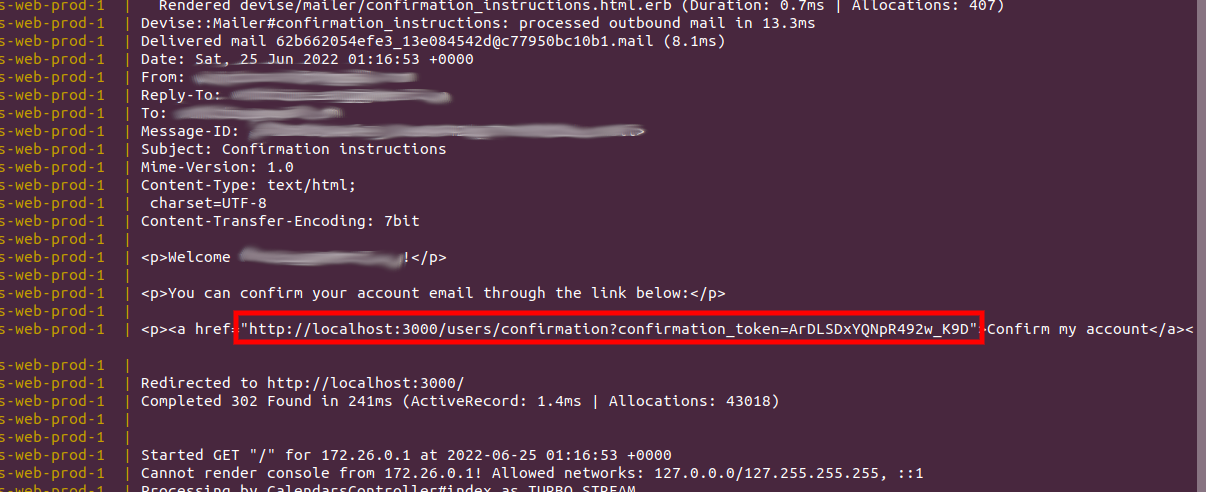 s-web-prod-1  |   Rendered devise/mailer/confirmation_instructions.html.erb (Duration: 0.7ms | Allocations: 407)
s-web-prod-1  | Devise::Mailer#confirmation_instructions: processed outbound mail in 13.3ms
s-web-prod-1  | Delivered mail 62b662054efe3_13e084542d@c77950bc10b1.mail (8.1ms)
s-web-prod-1  | Date: Sat, 25 Jun 2022 01:16:53 +0000
s-web-prod-1  | From:
s-web-prod-1  | Reply-To:
s-web-prod-1  | To:
s-web-prod-1  | Message-ID:
s-web-prod-1  | Subject: Confirmation instructions
s-web-prod-1  | Mime-Version: 1.0
s-web-prod-1  | Content-Type: text/html;
s-web-prod-1  |  charset=UTF-8
s-web-prod-1  | Content-Transfer-Encoding: 7bit
s-web-prod-1  |
s-web-prod-1  | <p>Welcome !</p>
s-web-prod-1  |
s-web-prod-1  | <p>You can confirm your account email through the link below:</p>
s-web-prod-1  |
s-web-prod-1  | <p><a href="http://localhost:3000/users/confirmation?confirmation_token=ArDLSDxYQNpR492w_K9D">Confirm my account</a><
s-web-prod-1  |
s-web-prod-1  | Redirected to http://localhost:3000/
s-web-prod-1  | Completed 302 Found in 241ms (ActiveRecord: 1.4ms | Allocations: 43018)
s-web-prod-1  |
s-web-prod-1  |
s-web-prod-1  | Started GET "/" for 172.26.0.1 at 2022-06-25 01:16:53 +0000
s-web-prod-1  | Cannot render console from 172.26.0.1! Allowed networks: 127.0.0.0/127.255.255.255, ::1
s-web-prod-1  | Processing by CalendarsController#index as TURBO_STREAM